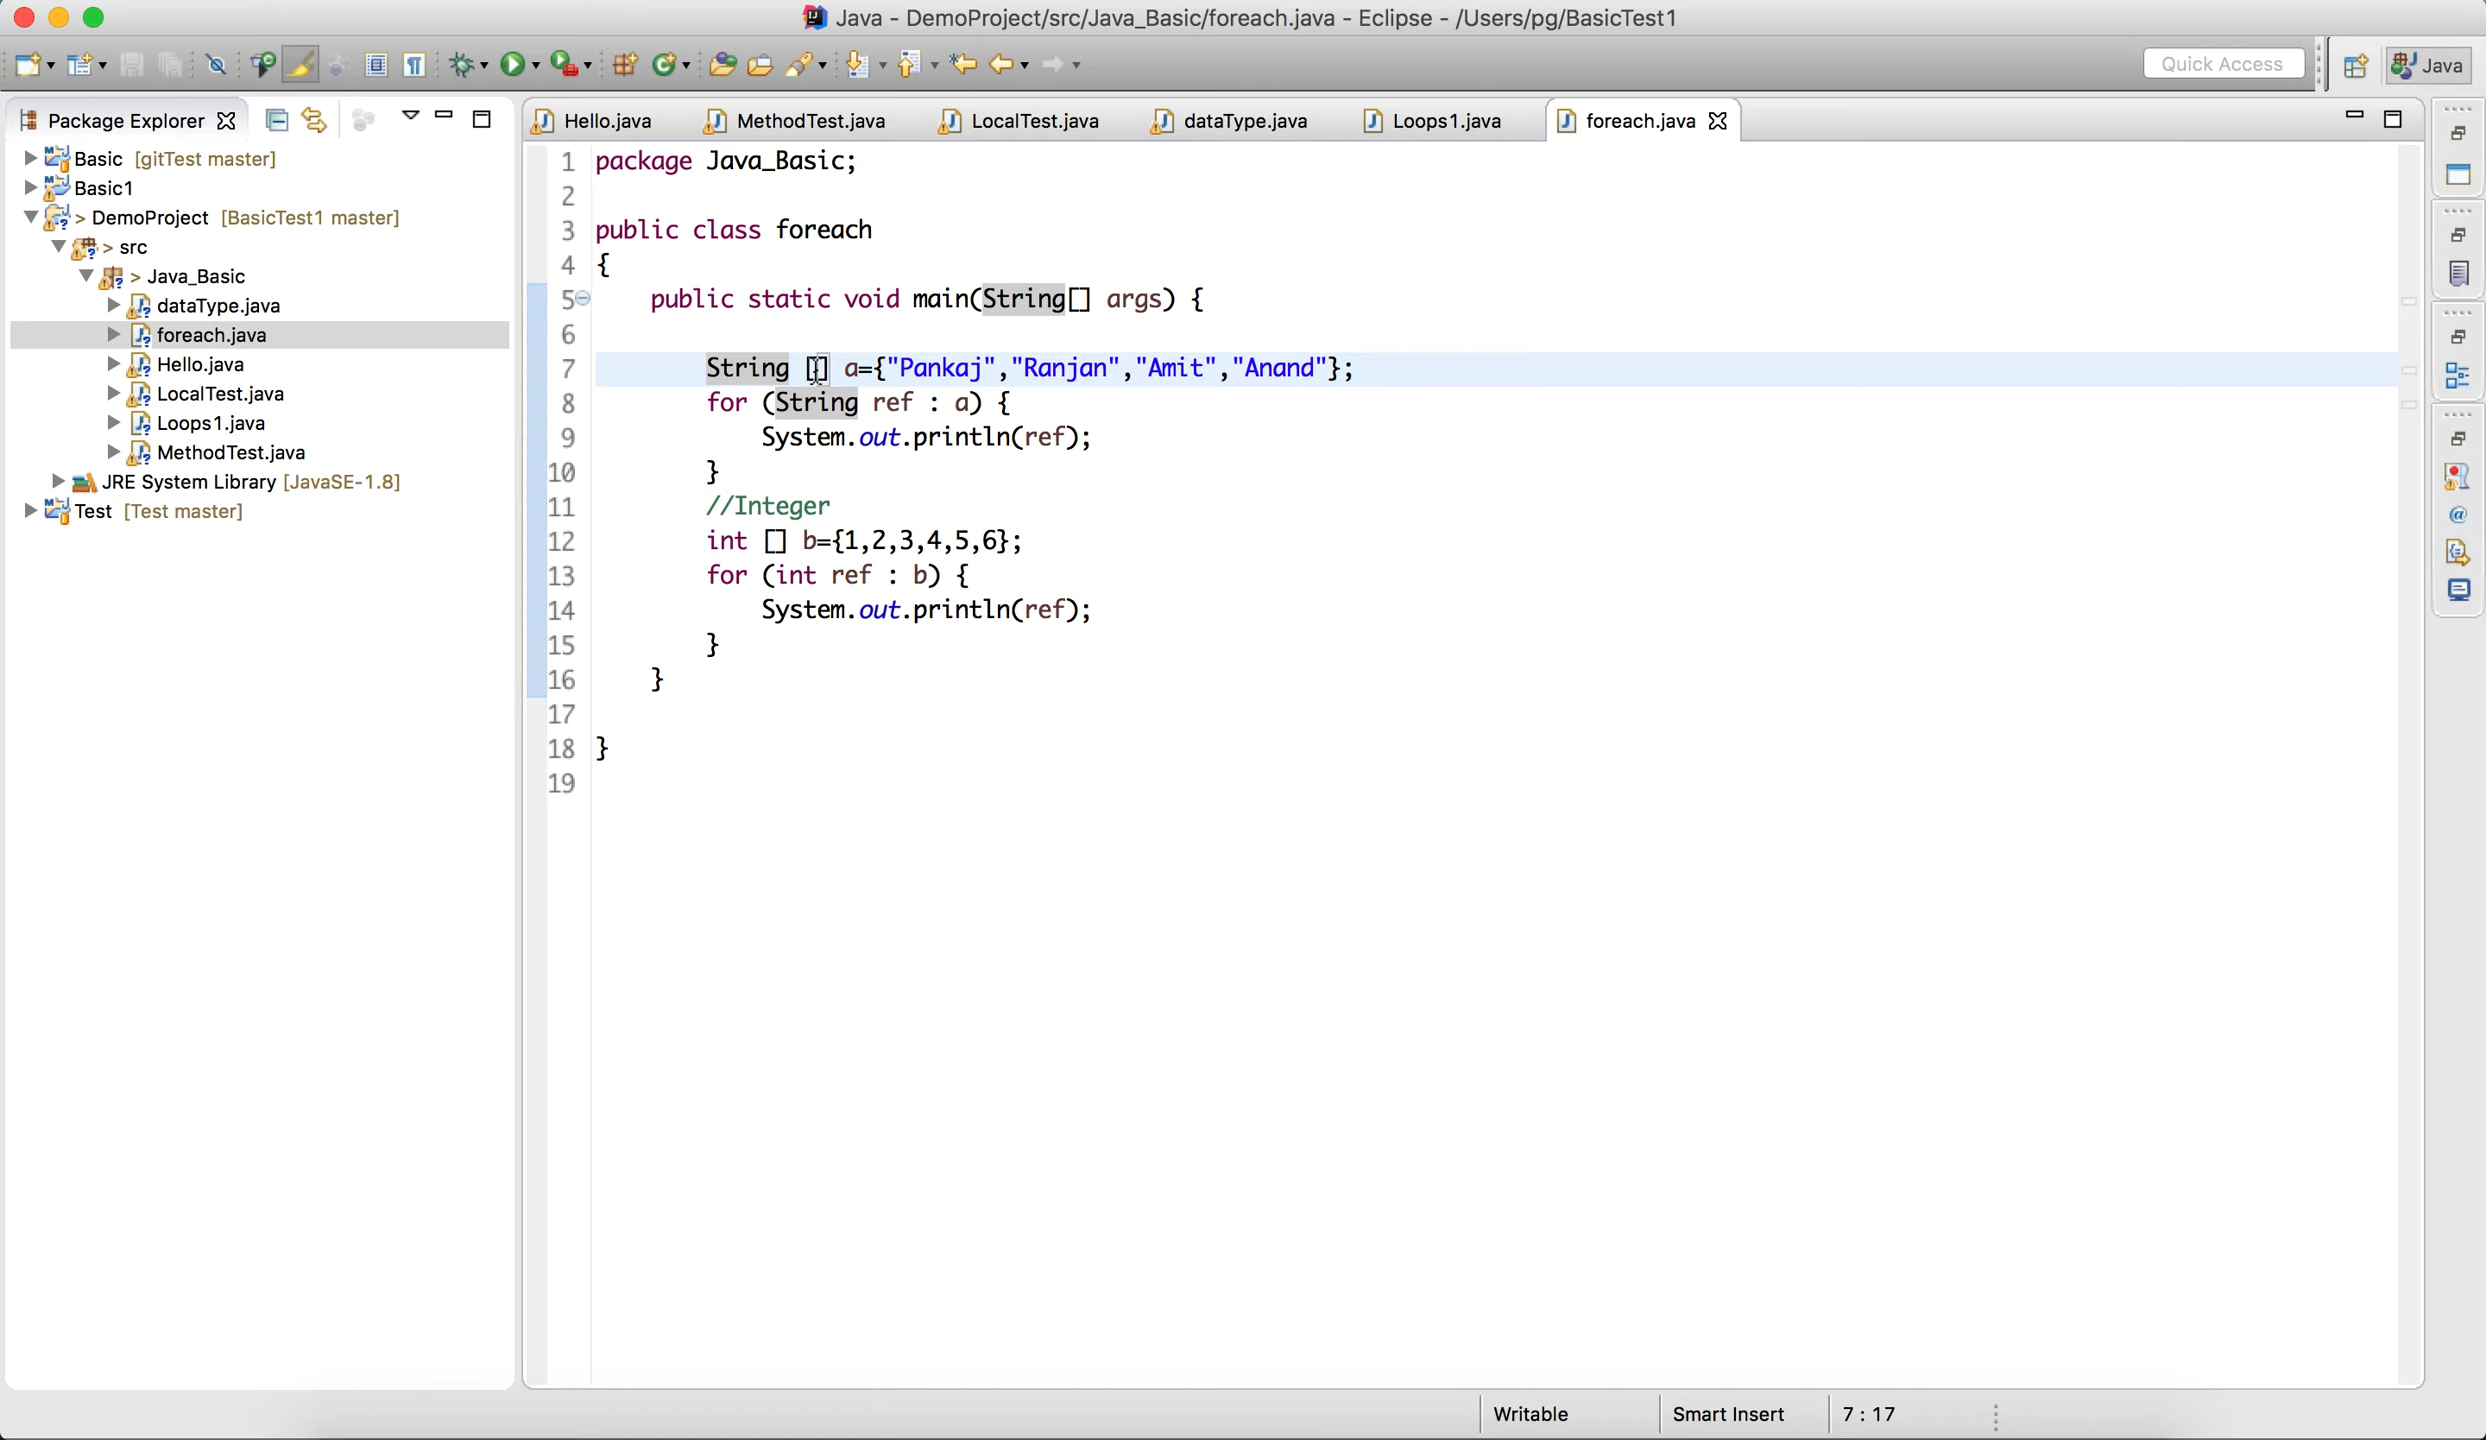 Java - DemoProject/src/Java_Basic/foreach.java - Eclipse - /Users/pg/BasicTest1
Quick Access
Java
Package Explorer
Hello.java
MethodTest.java
LocalTest.java
dataType.java
Loops1.java
foreach.java
Basic [gitTest master]
Basic1
> DemoProject [BasicTest1 master]
> src
> Java_Basic
dataType.java
foreach.java
Hello.java
LocalTest.java
Loops1.java
MethodTest.java
JRE System Library [JavaSE-1.8]
Test [Test master]
1 package Java_Basic;
2
3 public class foreach
4 {
5 public static void main(String[] args) {
6
7 String [] a={"Pankaj","Ranjan","Amit","Anand"};
8 for (String ref : a) {
9 System.out.println(ref);
10 }
11 //Integer
12 int [] b={1,2,3,4,5,6};
13 for (int ref : b) {
14 System.out.println(ref);
15 }
16 }
17
18 }
19
Writable
Smart Insert
7 : 17